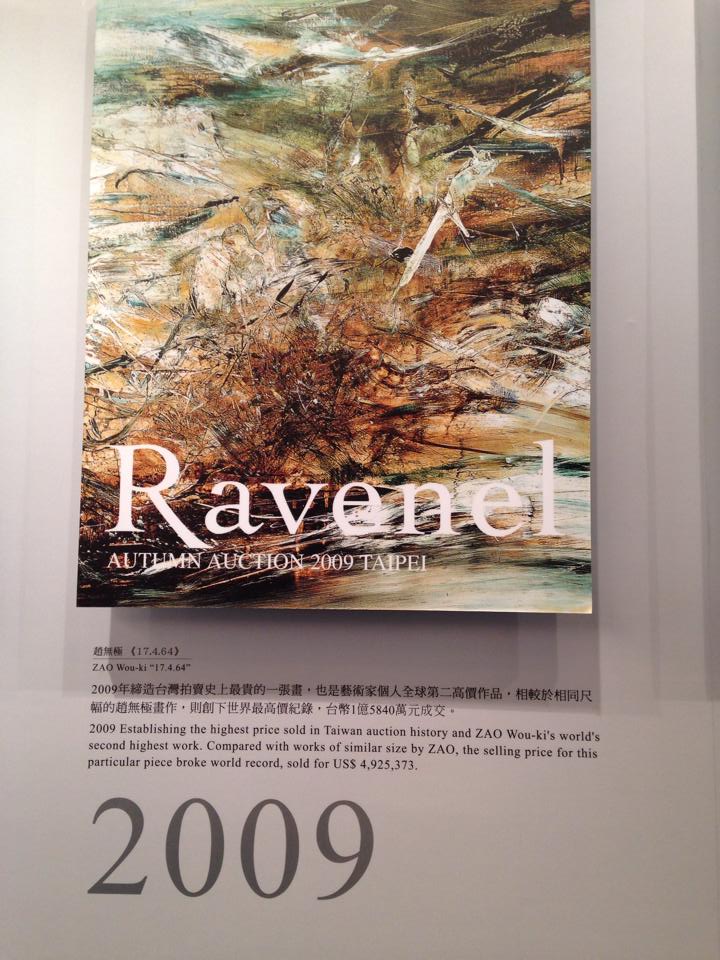 Ravenel
AUTUMN AUCTION 2009 TAIPEI
趙無極 《17.4.64》
ZAO Wou-ki “17.4.64”
2009年締造台灣拍賣史上最貴的一張畫，也是藝術家個人全球第二高價作品，相較於相同尺
幅的趙無極畫作，則創下世界最高價紀錄，台幣1億5840萬元成交。
2009 Establishing the highest price sold in Taiwan auction history and ZAO Wou-ki's world's
second highest work. Compared with works of similar size by ZAO, the selling price for this
particular piece broke world record, sold for US$ 4,925,373.
2009